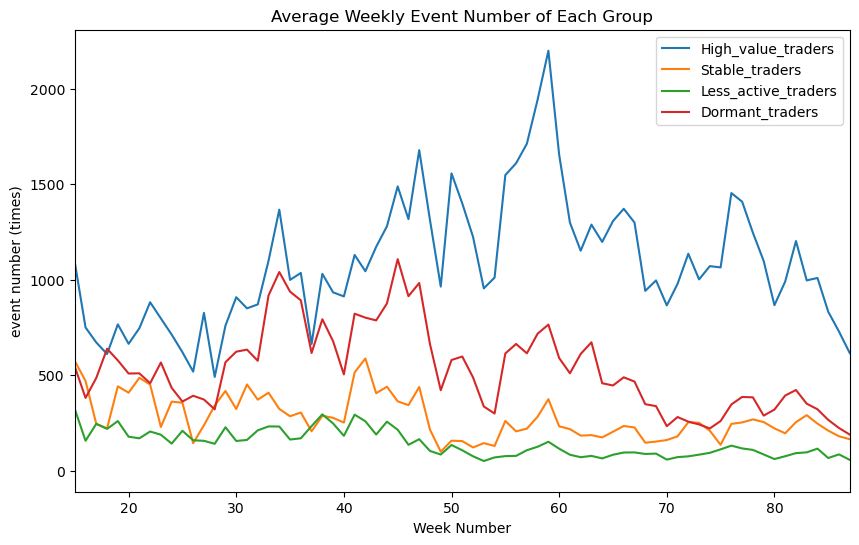 Average Weekly Event Number of Each Group
High_value_traders
Stable_traders
Less_active_traders
Dormant_traders
event number (times)
2000
1500
1000
500
0
20 30 40 50 60 70 80
Week Number